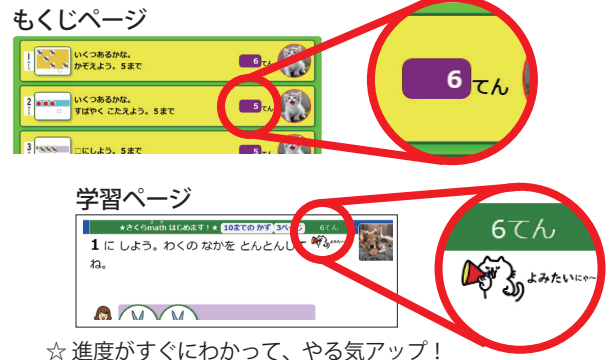 もくじページ
1
いくつあるかな。
かぞえよう。5まで
6てん
2
いくつあるかな。
すばやく こたえよう。5まで
5てん
3
にしよう。5まで
5てん
6てん
学習ページ
★さくらmath はじめます!★ 10までの かず 3ページ 6てん
1 に しよう。わくの なかを とんとんして
ね。
6てん
よみたいにゃ〜
☆ 進度がすぐにわかって、やる気アップ!